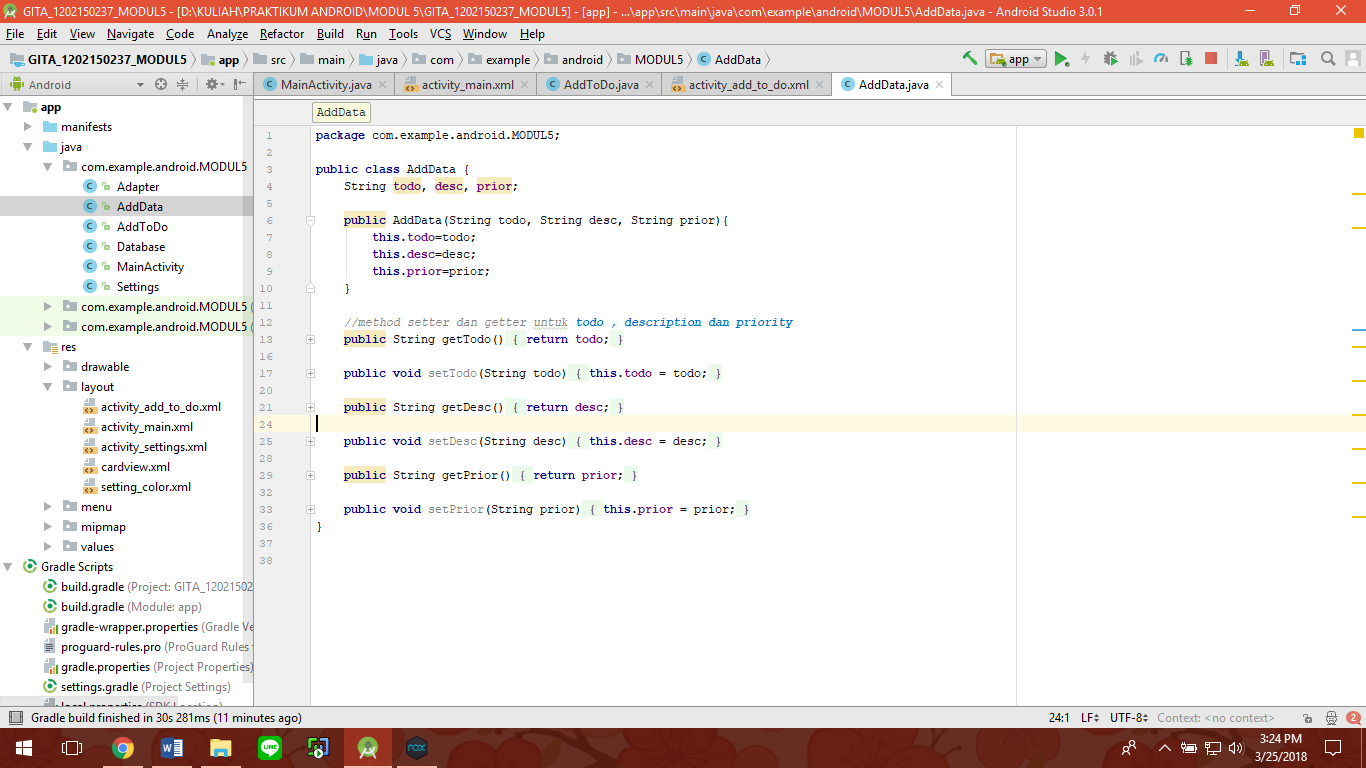 GITA_1202150237_MODUL5 - [D:\KULIAH\PRAKTIKUM ANDROID\MODUL 5\GITA_1202150237_MODUL5] - [app] - ...\app\src\main\java\com\example\android\MODUL5\AddData.java - Android Studio 3.0.1
File Edit View Navigate Code Analyze Refactor Build Run Tools VCS Window Help
GITA_1202150237_MODUL5 app src main java com example android MODUL5 AddData app
Android
MainActivity.java activity_main.xml AddToDo.java activity_add_to_do.xml AddData.java
app
manifests
java
com.example.android.MODUL5
Adapter
AddData
AddToDo
Database
MainActivity
Settings
com.example.android.MODUL5 (
com.example.android.MODUL5 (
res
drawable
layout
activity_add_to_do.xml
activity_main.xml
activity_settings.xml
cardview.xml
setting_color.xml
menu
mipmap
values
Gradle Scripts
build.gradle (Project: GITA_12021502
build.gradle (Module: app)
gradle-wrapper.properties (Gradle Ve
proguard-rules.pro (ProGuard Rules
gradle.properties (Project Properties)
settings.gradle (Project Settings)
local.properties (SDK Location)
AddData
1 package com.example.android.MODUL5;
2
3 public class AddData {
4 String todo, desc, prior;
5
6 public AddData(String todo, String desc, String prior){
7 this.todo=todo;
8 this.desc=desc;
9 this.prior=prior;
10 }
11
12 //method setter dan getter untuk todo , description dan priority
13 public String getTodo() { return todo; }
16
17 public void setTodo(String todo) { this.todo = todo; }
20
21 public String getDesc() { return desc; }
24
25 public void setDesc(String desc) { this.desc = desc; }
28
29 public String getPrior() { return prior; }
32
33 public void setPrior(String prior) { this.prior = prior; }
36 }
37
38
Gradle build finished in 30s 281ms (11 minutes ago) 24:1 LF UTF-8 Context: <no context> 2
nox
3:24 PM
3/25/2018